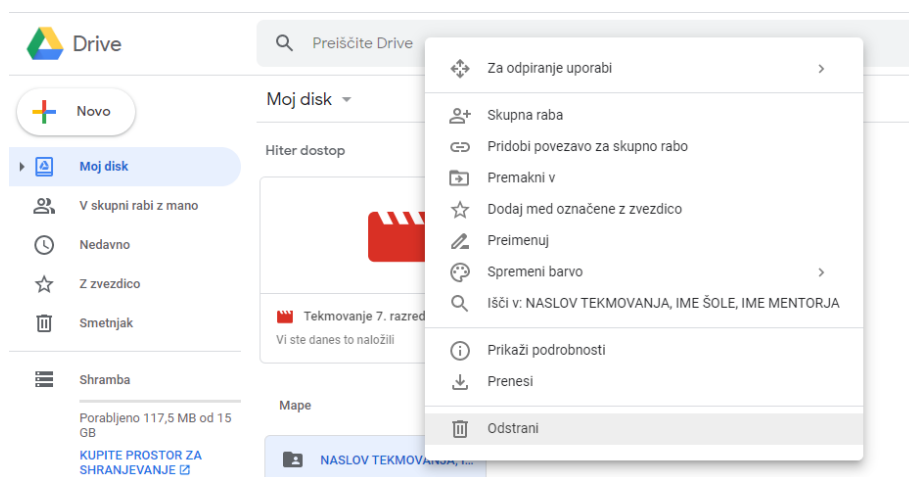 Drive
Preiščite Drive
Novo
Moj disk
V skupni rabi z mano
Nedavno
Z zvezdico
Smetnjak
Shramba
Porabljeno 117,5 MB od 15
GB
KUPITE PROSTOR ZA
SHRANJEVANJE
Moj disk
Hiter dostop
Tekmovanje 7. razred
Vi ste danes to naložili
Mape
NASLOV TEKMOVANJA, I...
Za odpiranje uporabi
Skupna raba
Pridobi povezavo za skupno rabo
Premakni v
Dodaj med označene z zvezdico
Preimenuj
Spremeni barvo
Išči v: NASLOV TEKMOVANJA, IME ŠOLE, IME MENTORJA
Prikaži podrobnosti
Prenesi
Odstrani